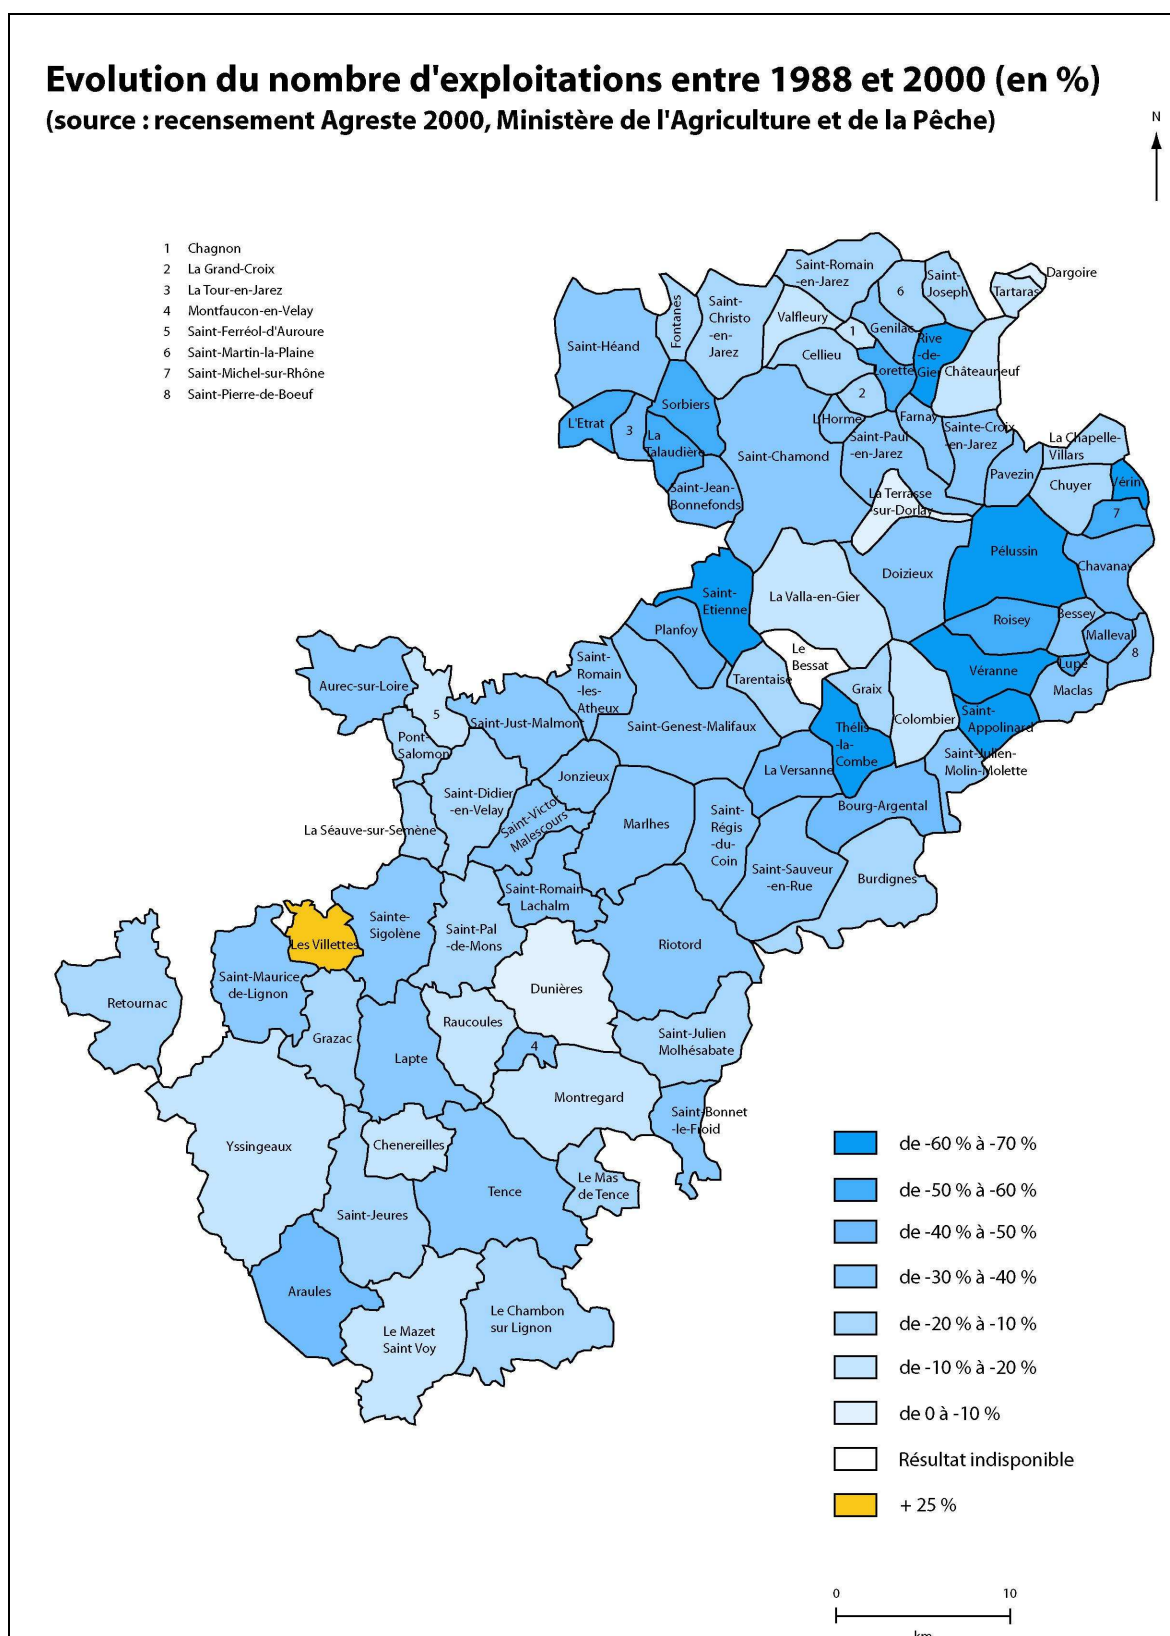 Evolution du nombre d'exploitations entre 1988 et 2000 (en %)
(source : recensement Agreste 2000, Ministère de l'Agriculture et de la Pêche)
N
1 Chagnon
2 La Grand-Croix
3 La Tour-en-Jarez
4 Montfaucon-en-Velay
5 Saint-Ferréol-d'Auroure
6 Saint-Martin-la-Plaine
7 Saint-Michel-sur-Rhône
8 Saint-Pierre-de-Boeuf
Saint-Romain
-en-Jarez
Saint-
Joseph
Dargoire
Tartaras
6
Fontanès
Saint-
Christo
-en-
Jarez
Valfleury
1
Genilac
Rive
-de-
Gier
Saint-Héand
Cellieu
Lorette
Châteauneuf
2
Sorbiers
L'Etrat
3
La
Talaudière
L'Horme
Farnay
Saint-Paul
-en-Jarez
Sainte-Croix
-en-Jarez
La Chapelle-
Villars
Saint-Chamond
Pavezin
Chuyer
Vérin
Saint-Jean-
Bonnefonds
La Terrasse
-sur-Dorlay
7
Pélussin
Chavanay
Doizieux
La Valla-en-Gier
Saint-
Etienne
Bessey
Roisey
Malleval
8
Planfoy
Le
Bessat
Lupé
Véranne
Maclas
Saint-
Romain
-les-
Atheux
Tarentaise
Graix
Colombier
Saint-
Appolinard
Aurec-sur-Loire
5
Saint-Just-Malmont
Saint-Genest-Malifaux
Thélis
-la-
Combe
Pont-
Salomon
Saint-Julien-
Molin-Molette
La Versanne
Jonzieux
Saint-Didier
-en-Velay
Bourg-Argental
Saint-Victor
Malescours
Saint-
Régis
-du-
Coin
Marlhes
La Séauve-sur-Semène
Saint-Sauveur
-en-Rue
Burdignes
Saint-Romain
Lachalm
Sainte-
Sigolène
Saint-Pal
-de-Mons
Les Villettes
Riotord
Saint-Maurice
de-Lignon
Dunières
Retournac
Raucoules
Grazac
Saint-Julien
Molhésabate
4
Lapte
Montregard
Saint-Bonnet
-le-Froid
Yssingeaux
Chenereilles
Le Mas
de Tence
Tence
Saint-Jeures
Araules
Le Chambon
sur Lignon
Le Mazet
Saint Voy
de -60 % à -70 %
de -50 % à -60 %
de -40 % à -50 %
de -30 % à -40 %
de -20 % à -10 %
de -10 % à -20 %
de 0 à -10 %
Résultat indisponible
+ 25 %
0 10
km